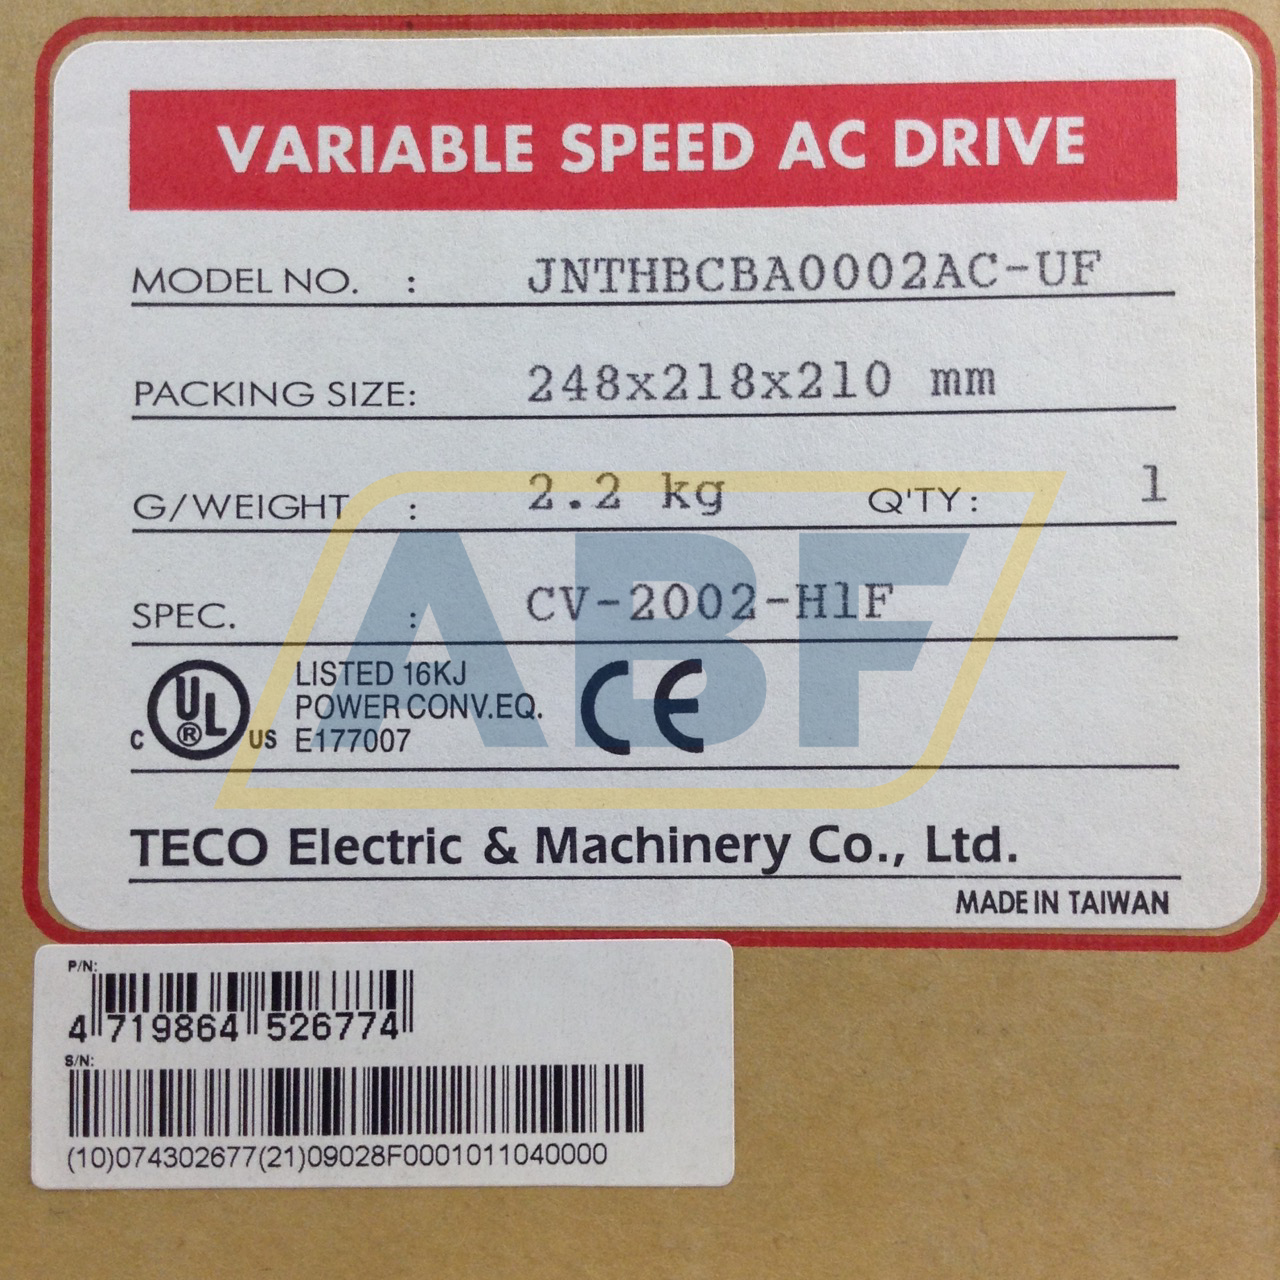 VARIABLE SPEED AC DRIVE
MODEL NO. : JNTHBCBA0002AC-UF
PACKING SIZE: 248x218x210 mm
G/WEIGHT : 2.2 kg Q'TY: 1
SPEC. : CV-2002-H1F
ABF
C UL ® US LISTED 16KJ
POWER CONV.EQ.
E177007
CE
TECO Electric & Machinery Co., Ltd.
MADE IN TAIWAN
P/N:
4 719864 526774
S/N:
(10)074302677(21)09028F0001011040000